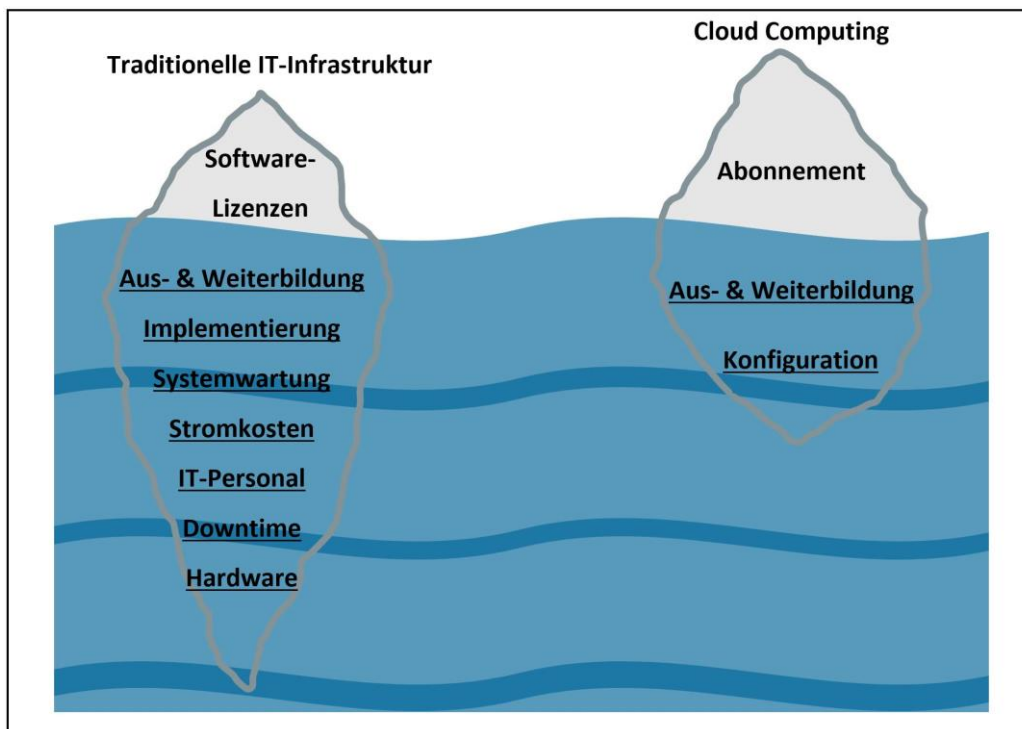 Traditionelle IT-Infrastruktur
Software-
Lizenzen
Aus- & Weiterbildung
Implementierung
Systemwartung
Stromkosten
IT-Personal
Downtime
Hardware
Cloud Computing
Abonnement
Aus- & Weiterbildung
Konfiguration